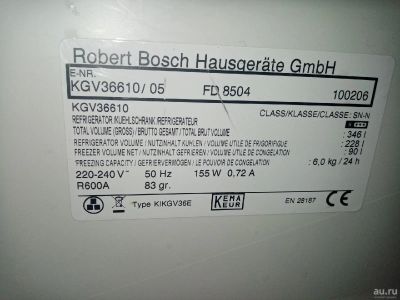 Robert Bosch Hausgeräte GmbH
E-NR.
KGV36610/ 05 FD 8504 100206
KGV36610 CLASS/KLASSE/CLASSE: SN-N
REFRIGERATOR/KUEHLSCHRANK/REFRIGERATEUR
TOTAL VOLUME (GROSS) / BRUTTO GESAMT / TOTAL BRUT VOLUME : 346 l
REFRIGERATOR VOLUME / NUTZINHALT KUHLEN / VOLUME UTILE DE REFRIG. : 228 l
FREEZER VOLUME NET / NUTZINHALT GEFRIEREN / VOLUME UTILE DE CONGELATION : 90 l
FREEZING CAPACITY / GEFRIERVERMÖGEN / LE POUVOIR DE CONGELATION : 6,0 kg / 24 h
220-240 V~ 50 Hz 155 W 0,72 A
R600A 83 gr.
Type KIKGV36E KEMA EUR EN 28187
au.ru